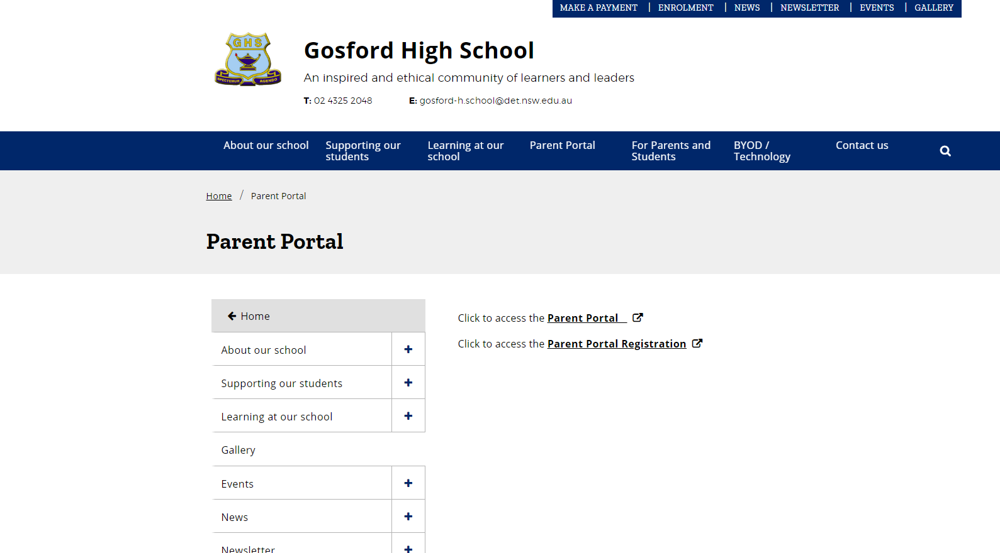 MAKE A PAYMENT | ENROLMENT | NEWS | NEWSLETTER | EVENTS | GALLERY
GHS
SPECTEMUR AGENDO
Gosford High School
An inspired and ethical community of learners and leaders
T: 02 4325 2048 E: gosford-h.school@det.nsw.edu.au
About our school Supporting our Learning at our Parent Portal For Parents and BYOD / Contact us
students school Students Technology
Home / Parent Portal
Parent Portal
Home
About our school
Supporting our students
Learning at our school
Gallery
Events
News
Newsletter
Click to access the Parent Portal
Click to access the Parent Portal Registration